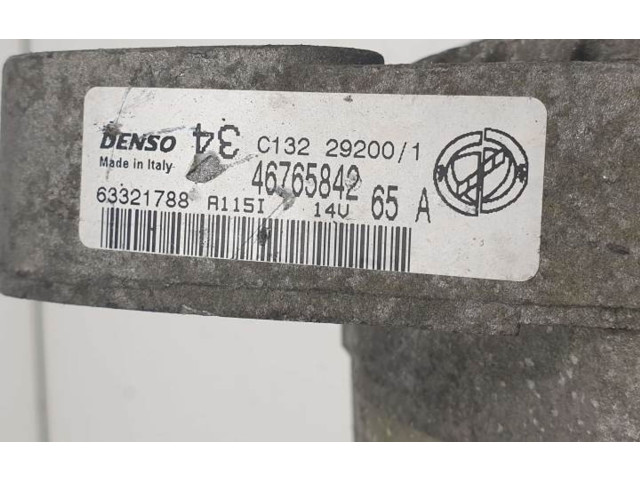 DENSO 34 C132 29200/1
Made in Italy 46765842 65 A
63321788 A115I 14V